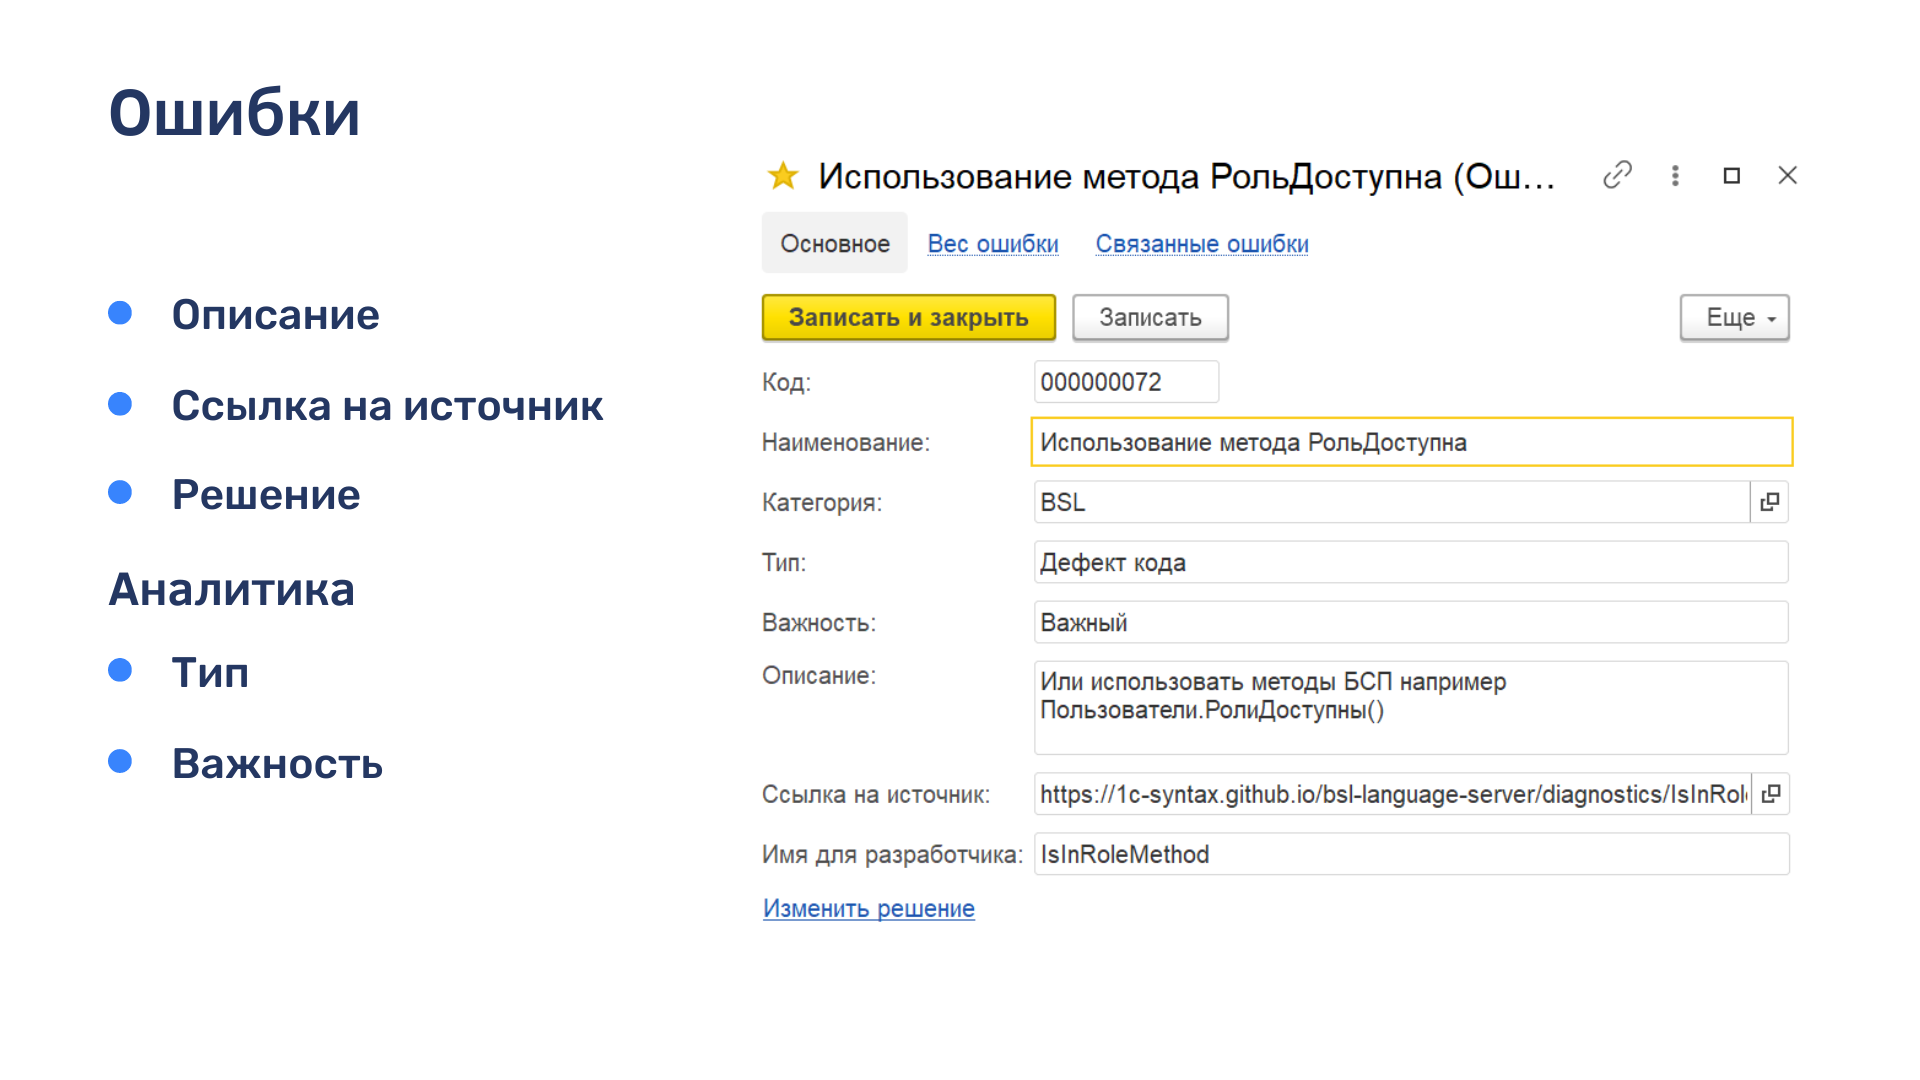 Ошибки
Описание
Ссылка на источник
Решение
Аналитика
Тип
Важность
Использование метода РольДоступна (Ош...
Основное Вес ошибки Связанные ошибки
Записать и закрыть Записать Еще
Код: 000000072
Наименование: Использование метода РольДоступна
Категория: BSL
Тип: Дефект кода
Важность: Важный
Описание: Или использовать методы БСП например
Пользователи.РолиДоступны()
Ссылка на источник: https://1c-syntax.github.io/bsl-language-server/diagnostics/IsInRol
Имя для разработчика: IsInRoleMethod
Изменить решение